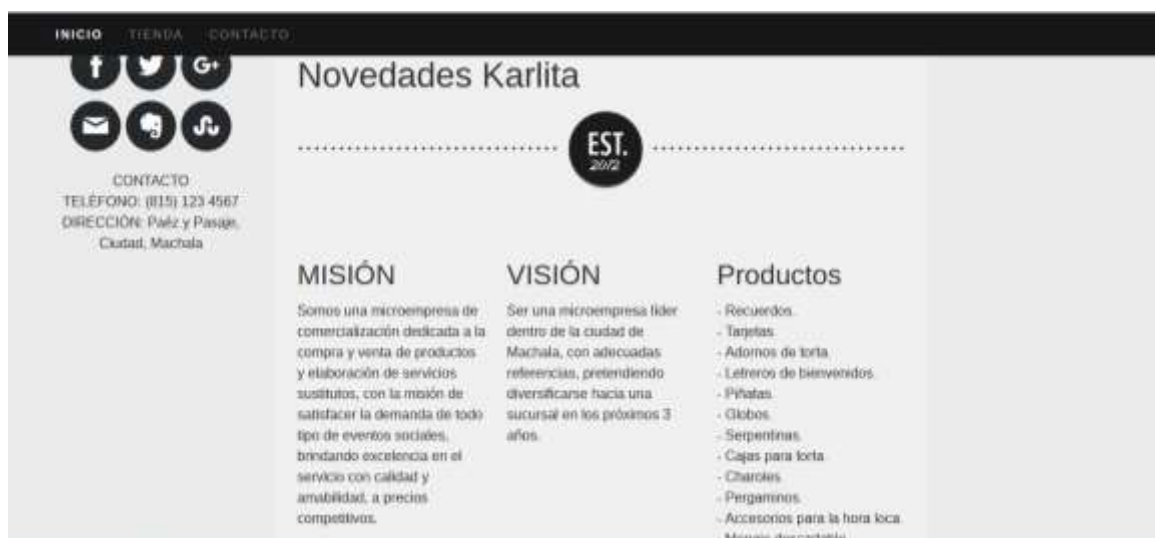 INICIO TIENDA CONTACTO
Novedades Karlita
EST.
2012
CONTACTO
TELÉFONO: (815) 123 4567
DIRECCIÓN: Paéz y Pasaje,
Ciudad, Machala
MISIÓN
Somos una microempresa de
comercialización dedicada a la
compra y venta de productos
y elaboración de servicios
sustitutos, con la misión de
satisfacer la demanda de todo
tipo de eventos sociales,
brindando excelencia en el
servicio con calidad y
amabilidad, a precios
competitivos.
VISIÓN
Ser una microempresa líder
dentro de la ciudad de
Machala, con adecuadas
referencias, pretendiendo
diversificarse hacia una
sucursal en los próximos 3
años.
Productos
- Recuerdos.
- Tarjetas.
- Adornos de torta.
- Letreros de bienvenidos.
- Piñatas.
- Globos.
- Serpentinas.
- Cajas para torta.
- Charoles.
- Pergaminos.
- Accesorios para la hora loca.